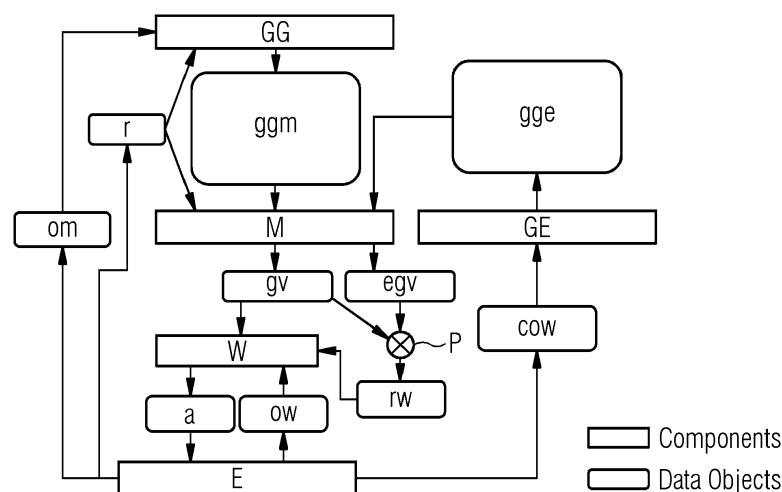 GG
ggm
gge
r
om
M
GE
gv
egv
cow
W
P
rw
a
ow
E
Components
Data Objects